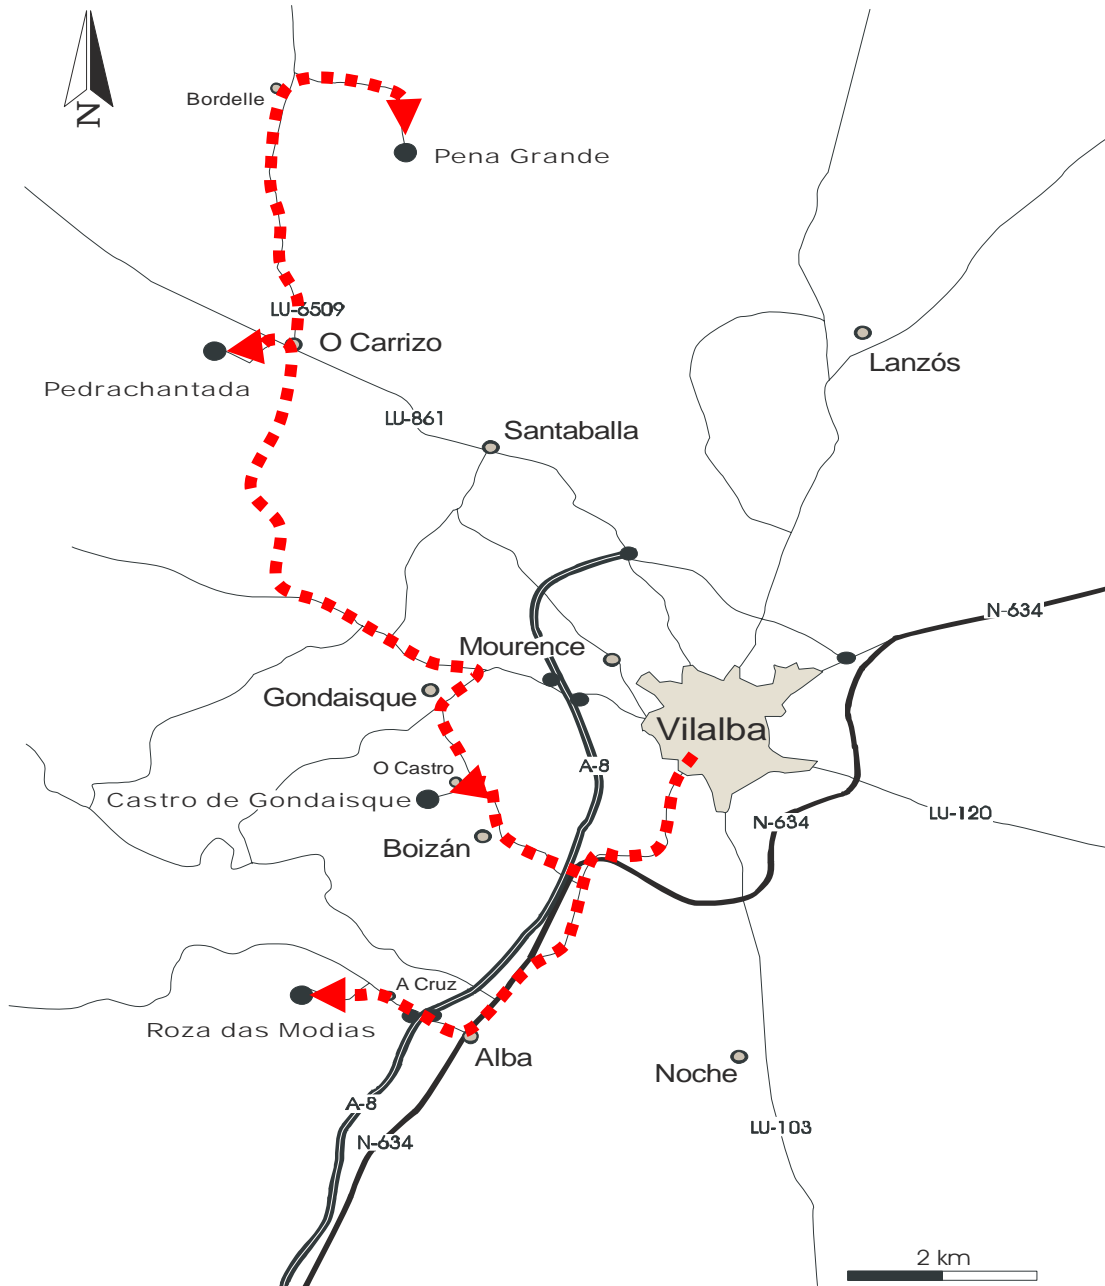 N
Bordelle
Pena Grande
LU-6509
O Carrizo
Lanzós
Pedrachantada
LU-861
Santaballa
N-634
Mourence
Gondaisque
Vilalba
O Castro
A-8
Castro de Gondaisque
LU-120
N-634
Boizán
A Cruz
Roza das Modias
Alba
Noche
A-8
LU-103
N-634
2 km